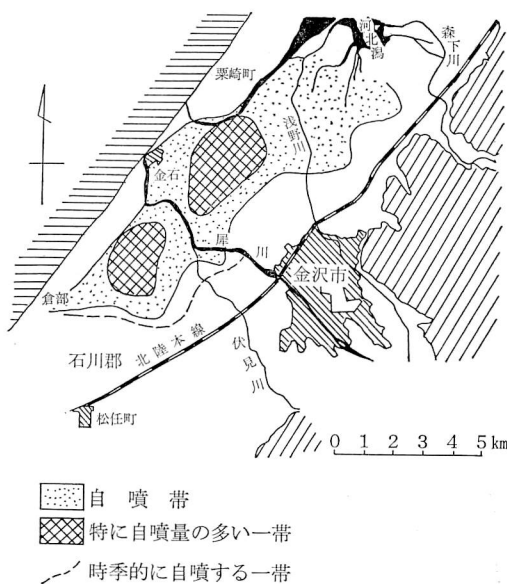 河北潟
森下川
粟崎町
浅野川
金石
犀川
金沢市
倉部
石川郡
北陸本線
伏見川
松任町
0 1 2 3 4 5 km
自噴帯
特に自噴量の多い一帯
時季的に自噴する一帯